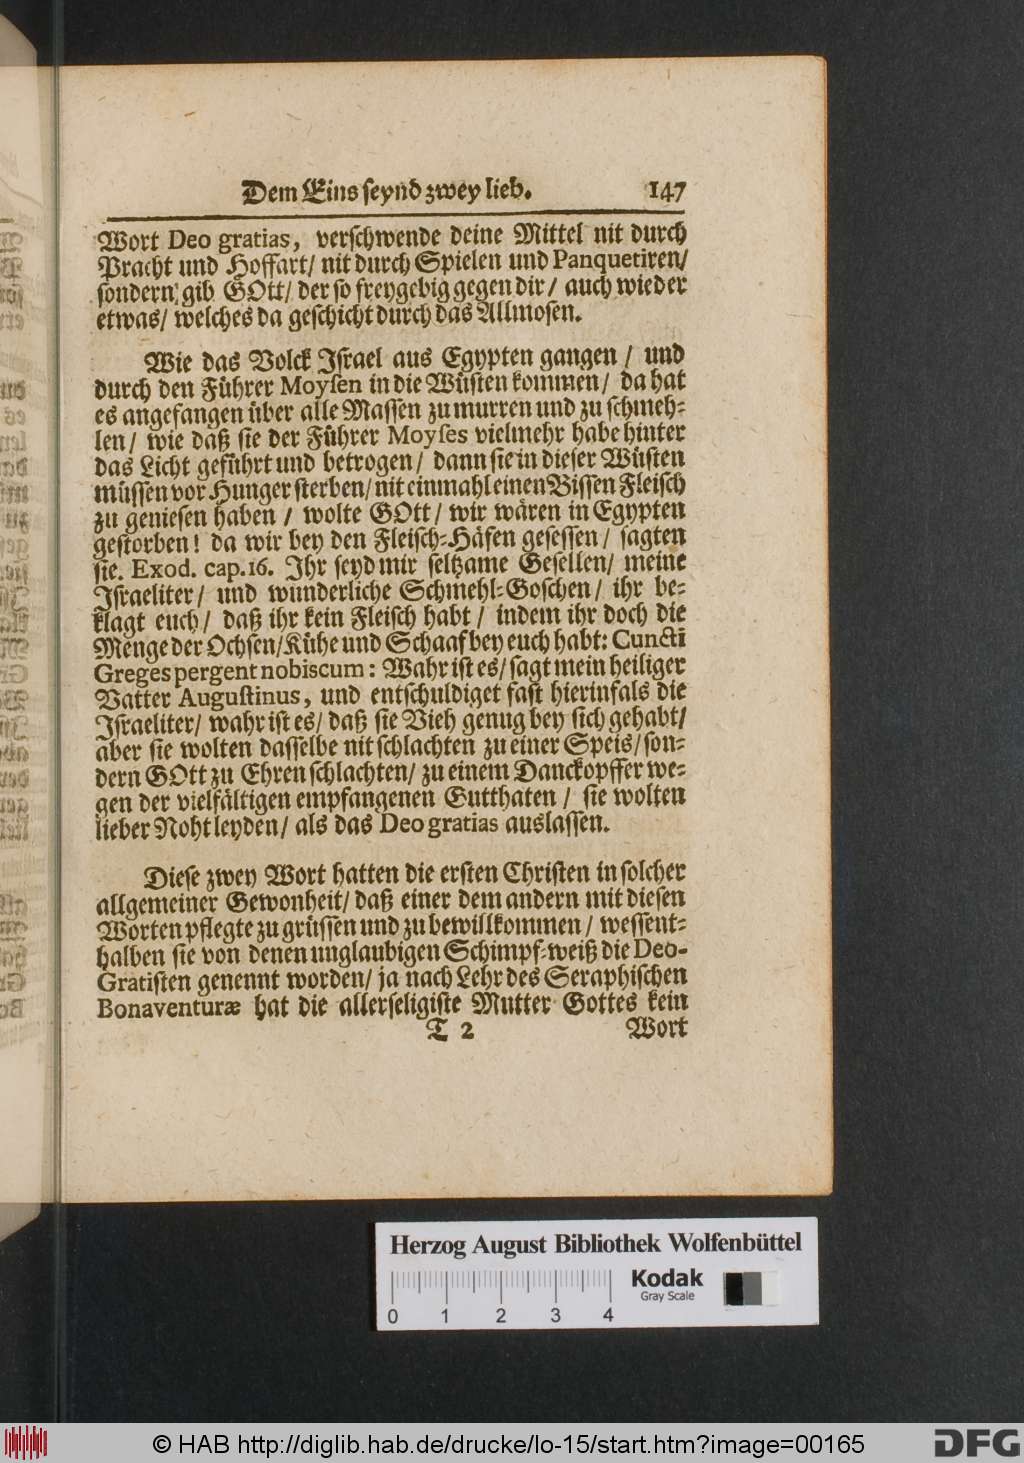 Dem Eins seynd zwey lieb. 147
Wort Deo gratias, verschwende deine Mittel nit durch
Pracht und Hoffart/ nit durch Spielen und Panquetiren/
sondern gib GOtt/ der so freygebig gegen dir/ auch wieder
etwas/ welches da geschicht durch das Allmosen.
Wie das Volck Israel aus Egypten gangen / und
durch den Führer Moysen in die Wüsten kommen/ da hat
es angefangen über alle Massen zu murren und zu schmeh-
len/ wie daß sie der Führer Moyses vielmehr habe hinter
das Licht geführt und betrogen/ dann sie in dieser Wüsten
müssen vor Hunger sterben/ nit einmahl einen Bissen Fleisch
zu geniesen haben / wolte GOtt/ wir wären in Egypten
gestorben! da wir bey den Fleisch-Häfen gesessen/ sagten
sie. Exod. cap. 16. Ihr seyd mir seltzame Gesellen/ meine
Israeliter/ und wunderliche Schmehl-Goschen/ ihr be-
klagt euch/ daß ihr kein Fleisch habt / indem ihr doch die
Menge der Ochsen/ Kühe und Schaaf bey euch habt: Cuncti
Greges pergent nobiscum: Wahr ist es/ sagt mein heiliger
Vatter Augustinus, und entschuldiget fast hierinfals die
Israeliter/ wahr ist es/ daß sie Vieh genug bey sich gehabt/
aber sie wolten dasselbe nit schlachten zu einer Speis/ son-
dern GOtt zu Ehren schlachten/ zu einem Danckopffer we-
gen der vielfältigen empfangenen Gutthaten / sie wolten
lieber Noht leyden/ als das Deo gratias auslassen.
Diese zwey Wort hatten die ersten Christen in solcher
allgemeiner Gewonheit/ daß einer dem andern mit diesen
Worten pflegte zu grüssen und zu bewillkommen / wessent-
halben sie von denen unglaubigen Schimpf-weiß die Deo-
Gratisten genennt worden/ ja nach Lehr des Seraphischen
Bonaventuræ hat die allerseligiste Mutter Gottes kein
T 2 Wort
Herzog August Bibliothek Wolfenbüttel
Kodak
Gray Scale
0 1 2 3 4
© HAB http://diglib.hab.de/drucke/lo-15/start.htm?image=00165
DFG